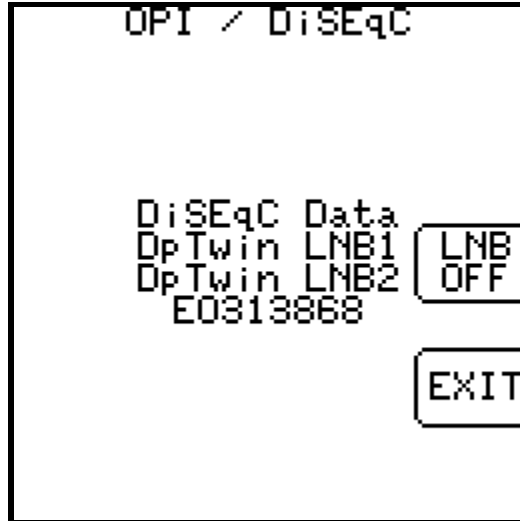 OPI / DiSEqC
DiSEqC Data
DpTwin LNB1
DpTwin LNB2
E0313868
LNB
OFF
EXIT